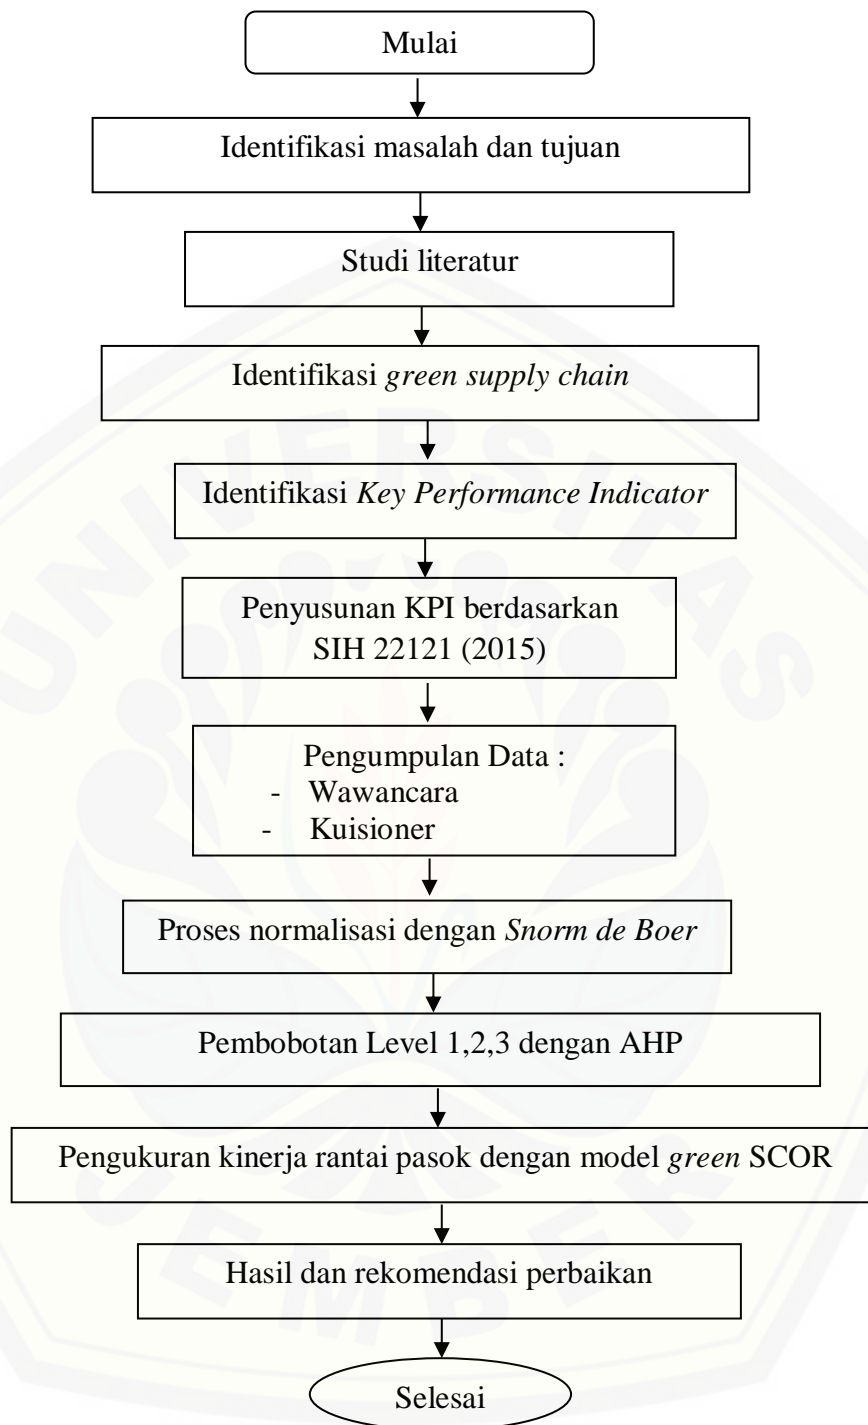 Mulai
Identifikasi masalah dan tujuan
Studi literatur
Identifikasi green supply chain
Identifikasi Key Performance Indicator
Penyusunan KPI berdasarkan
SIH 22121 (2015)
Pengumpulan Data :
- Wawancara
- Kuisioner
Proses normalisasi dengan Snorm de Boer
Pembobotan Level 1,2,3 dengan AHP
Pengukuran kinerja rantai pasok dengan model green SCOR
Hasil dan rekomendasi perbaikan
Selesai
UNIVERSITAS
JEMBER